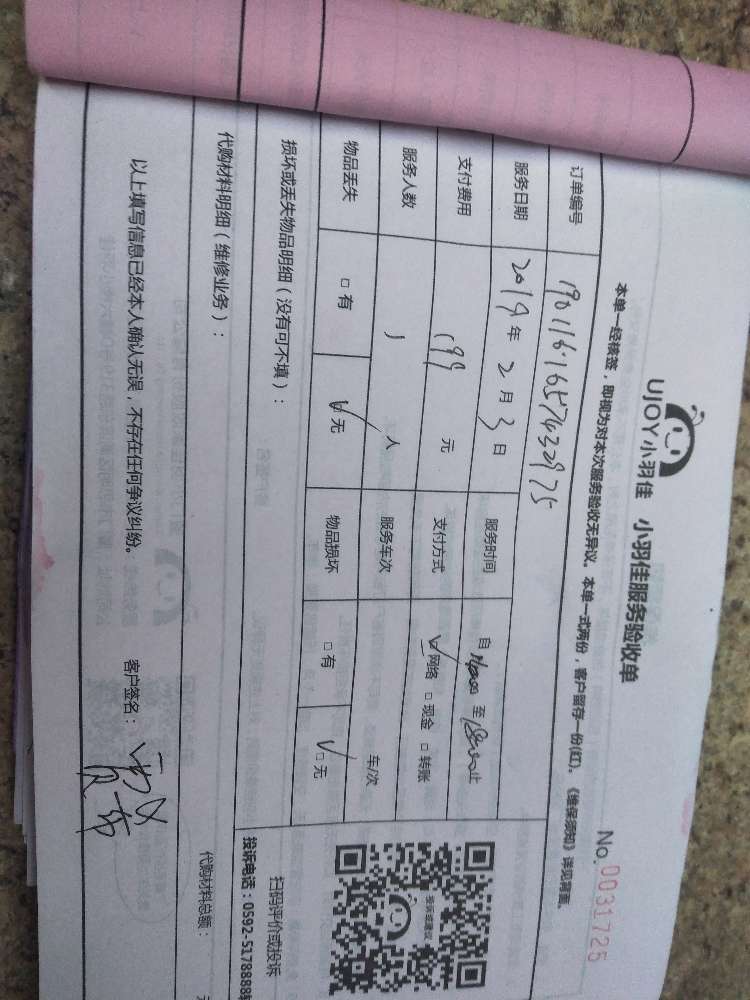 UJOY小羽佳 小羽佳服务验收单
No.0031725
本单一经核签，即视为对本次服务验收无异议。本单一式两份，客户留存一份(红)。《维保须知》详见背面。
订单编号 190116165743297 5
服务日期 2019年2月3日 服务时间 自 至 止
支付费用 199 元 支付方式 网络 □现金 □转账
服务人数 1 人 服务车次 车/次
物品丢失 □有 无 物品损坏 □有 □无
损坏或丢失物品明细（没有可不填）：
扫码评价或投诉
投诉电话：0592-5178888
代购材料明细（维修业务）：
代购材料总额：
以上填写信息已经本人确认无误，不存在任何争议纠纷。 客户签名：